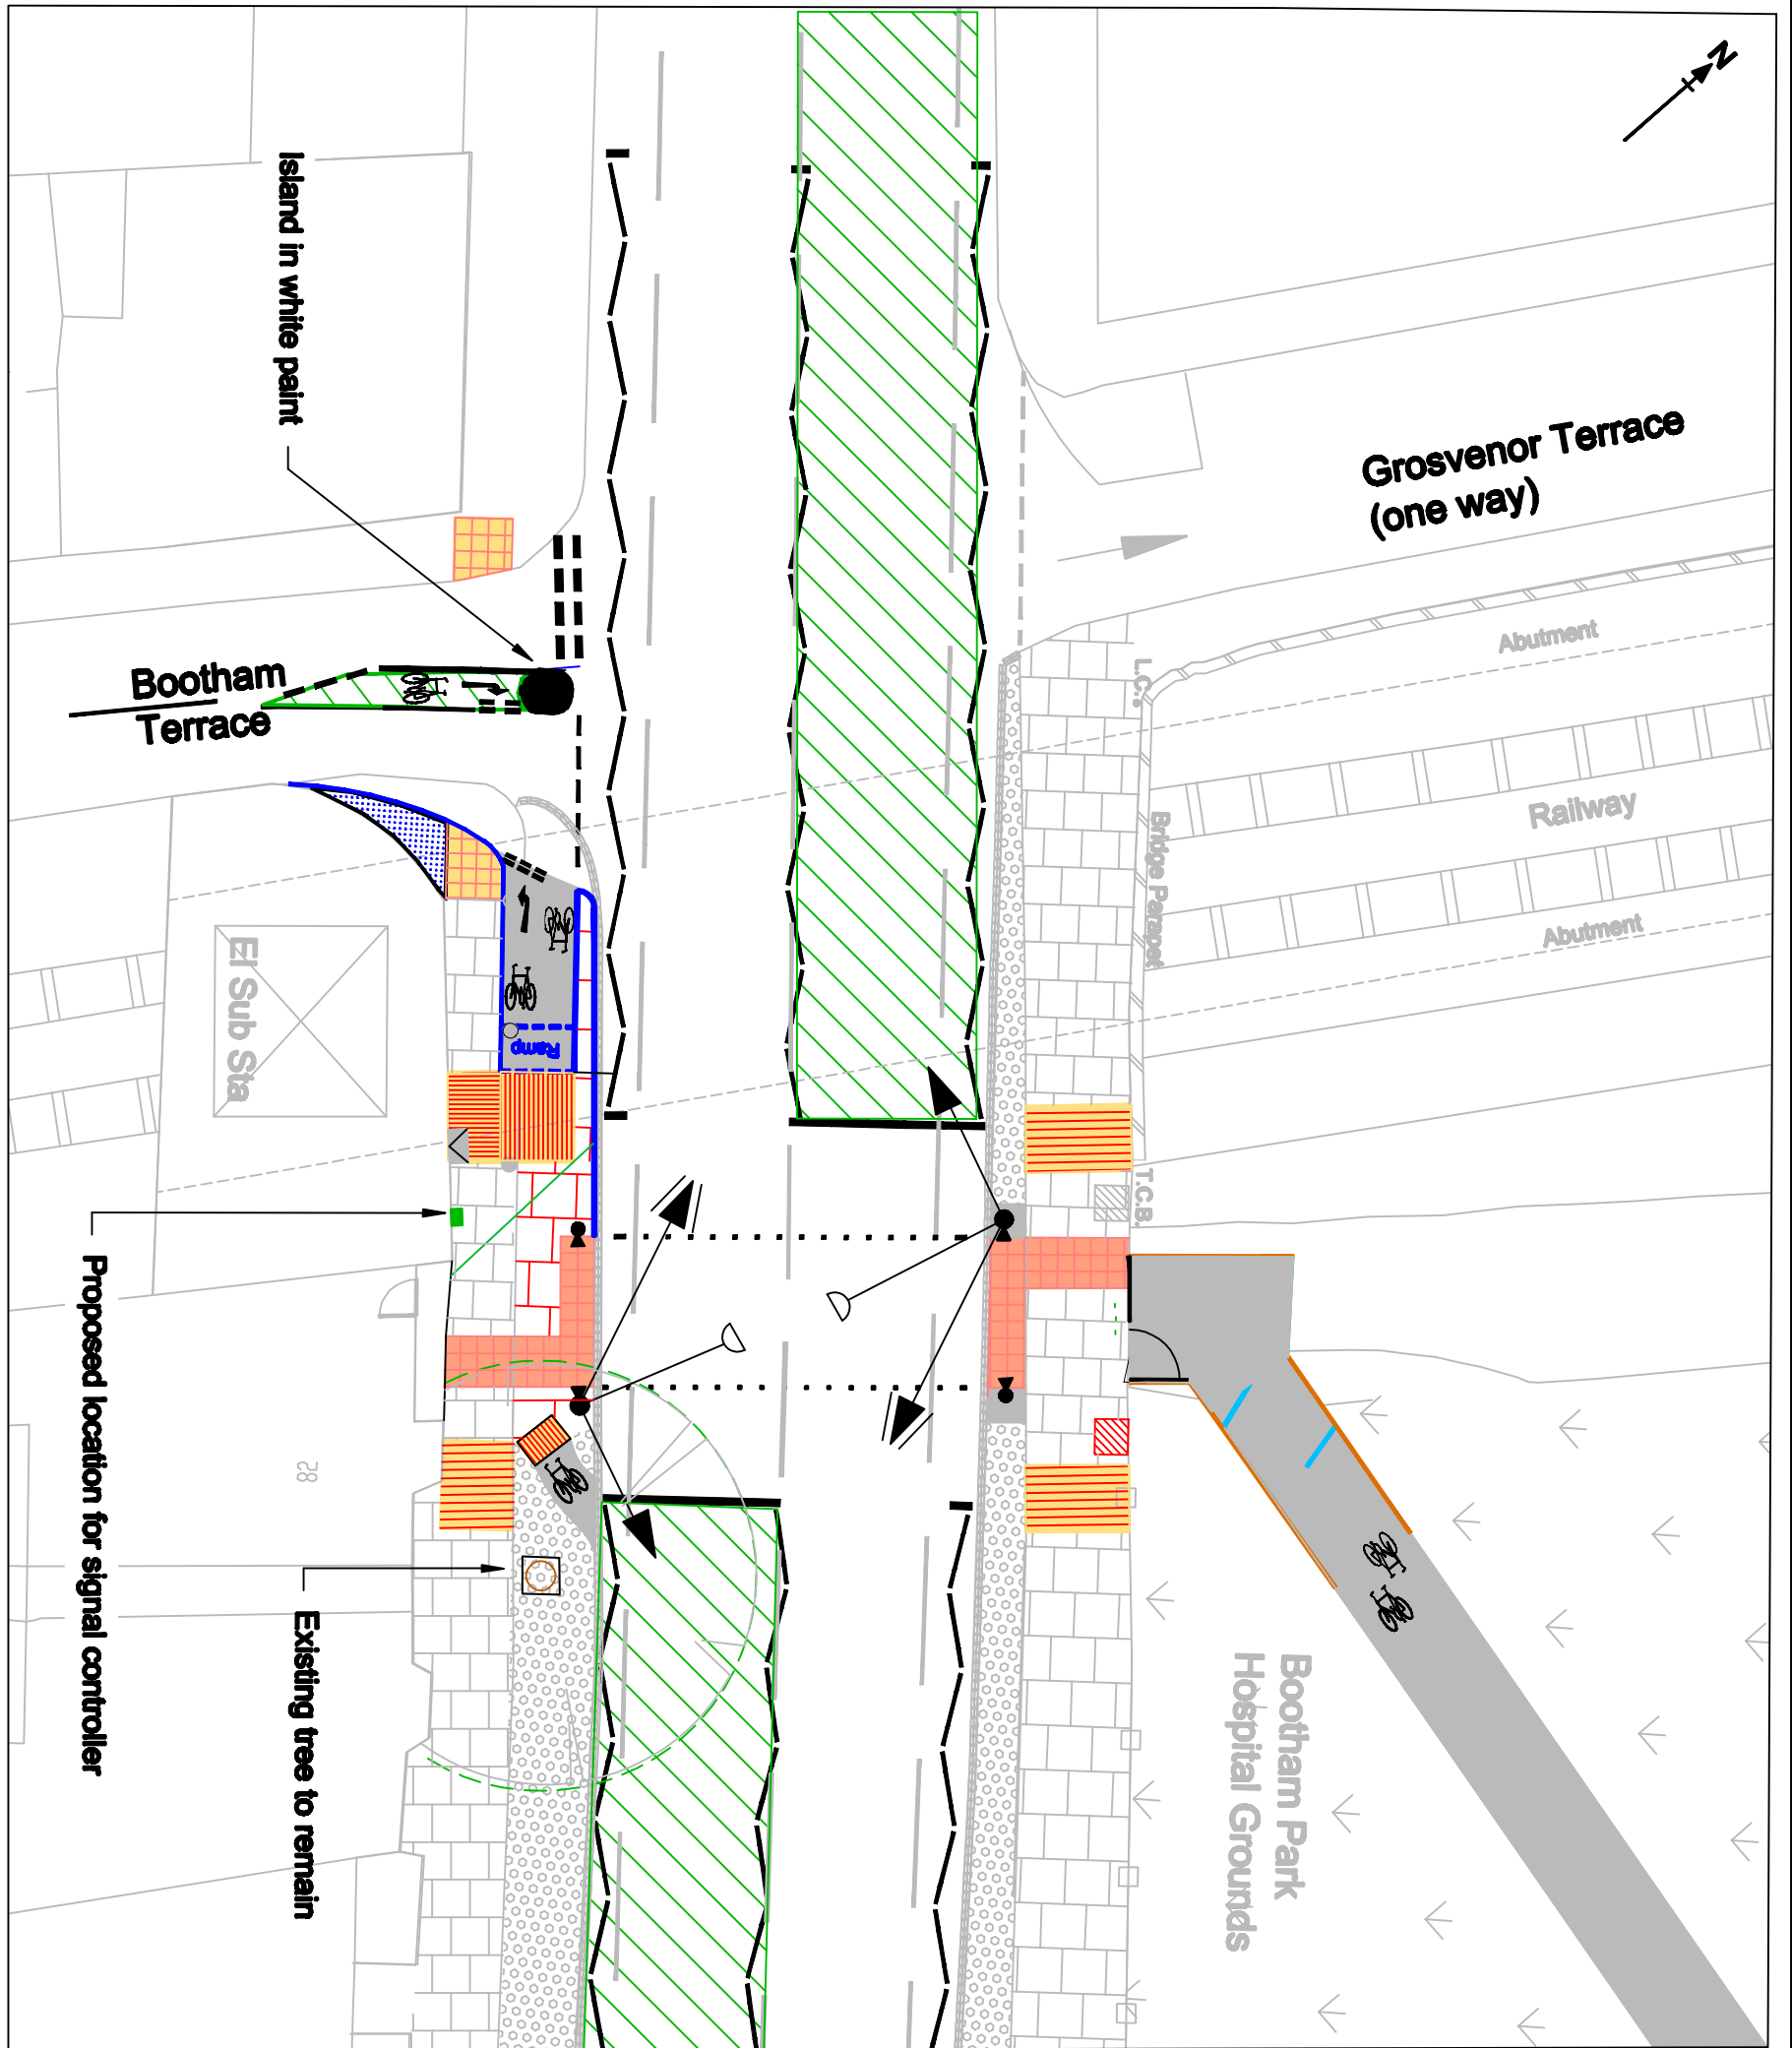 N
Island in white paint
Grosvenor Terrace
(one way)
Abutment
L.C.
Bootham
Terrace
Railway
Bridge Parapet
Abutment
El Sub Sta
Ramp
T.C.B.
Proposed location for signal controller
58
Existing tree to remain
Bootham Park
Hospital Grounds